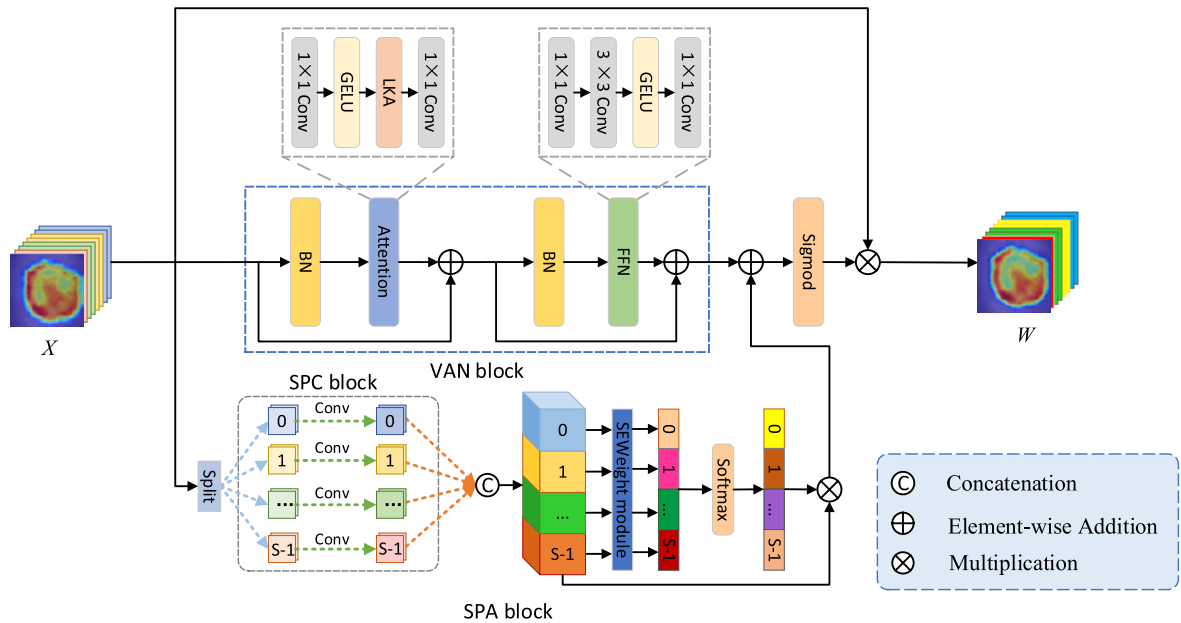 1×1 Conv
GELU
LKA
1×1 Conv
1×1 Conv
3×3 Conv
GELU
1×1 Conv
BN
Attention
BN
FFN
Sigmod
X
W
VAN block
SPC block
Split
0
Conv
0
1
Conv
1
...
...
S-1
Conv
S-1
C
0
1
...
S-1
SEWeight module
0
1
...
S-1
Softmax
0
1
...
S-1
SPA block
C Concatenation
Element-wise Addition
Multiplication